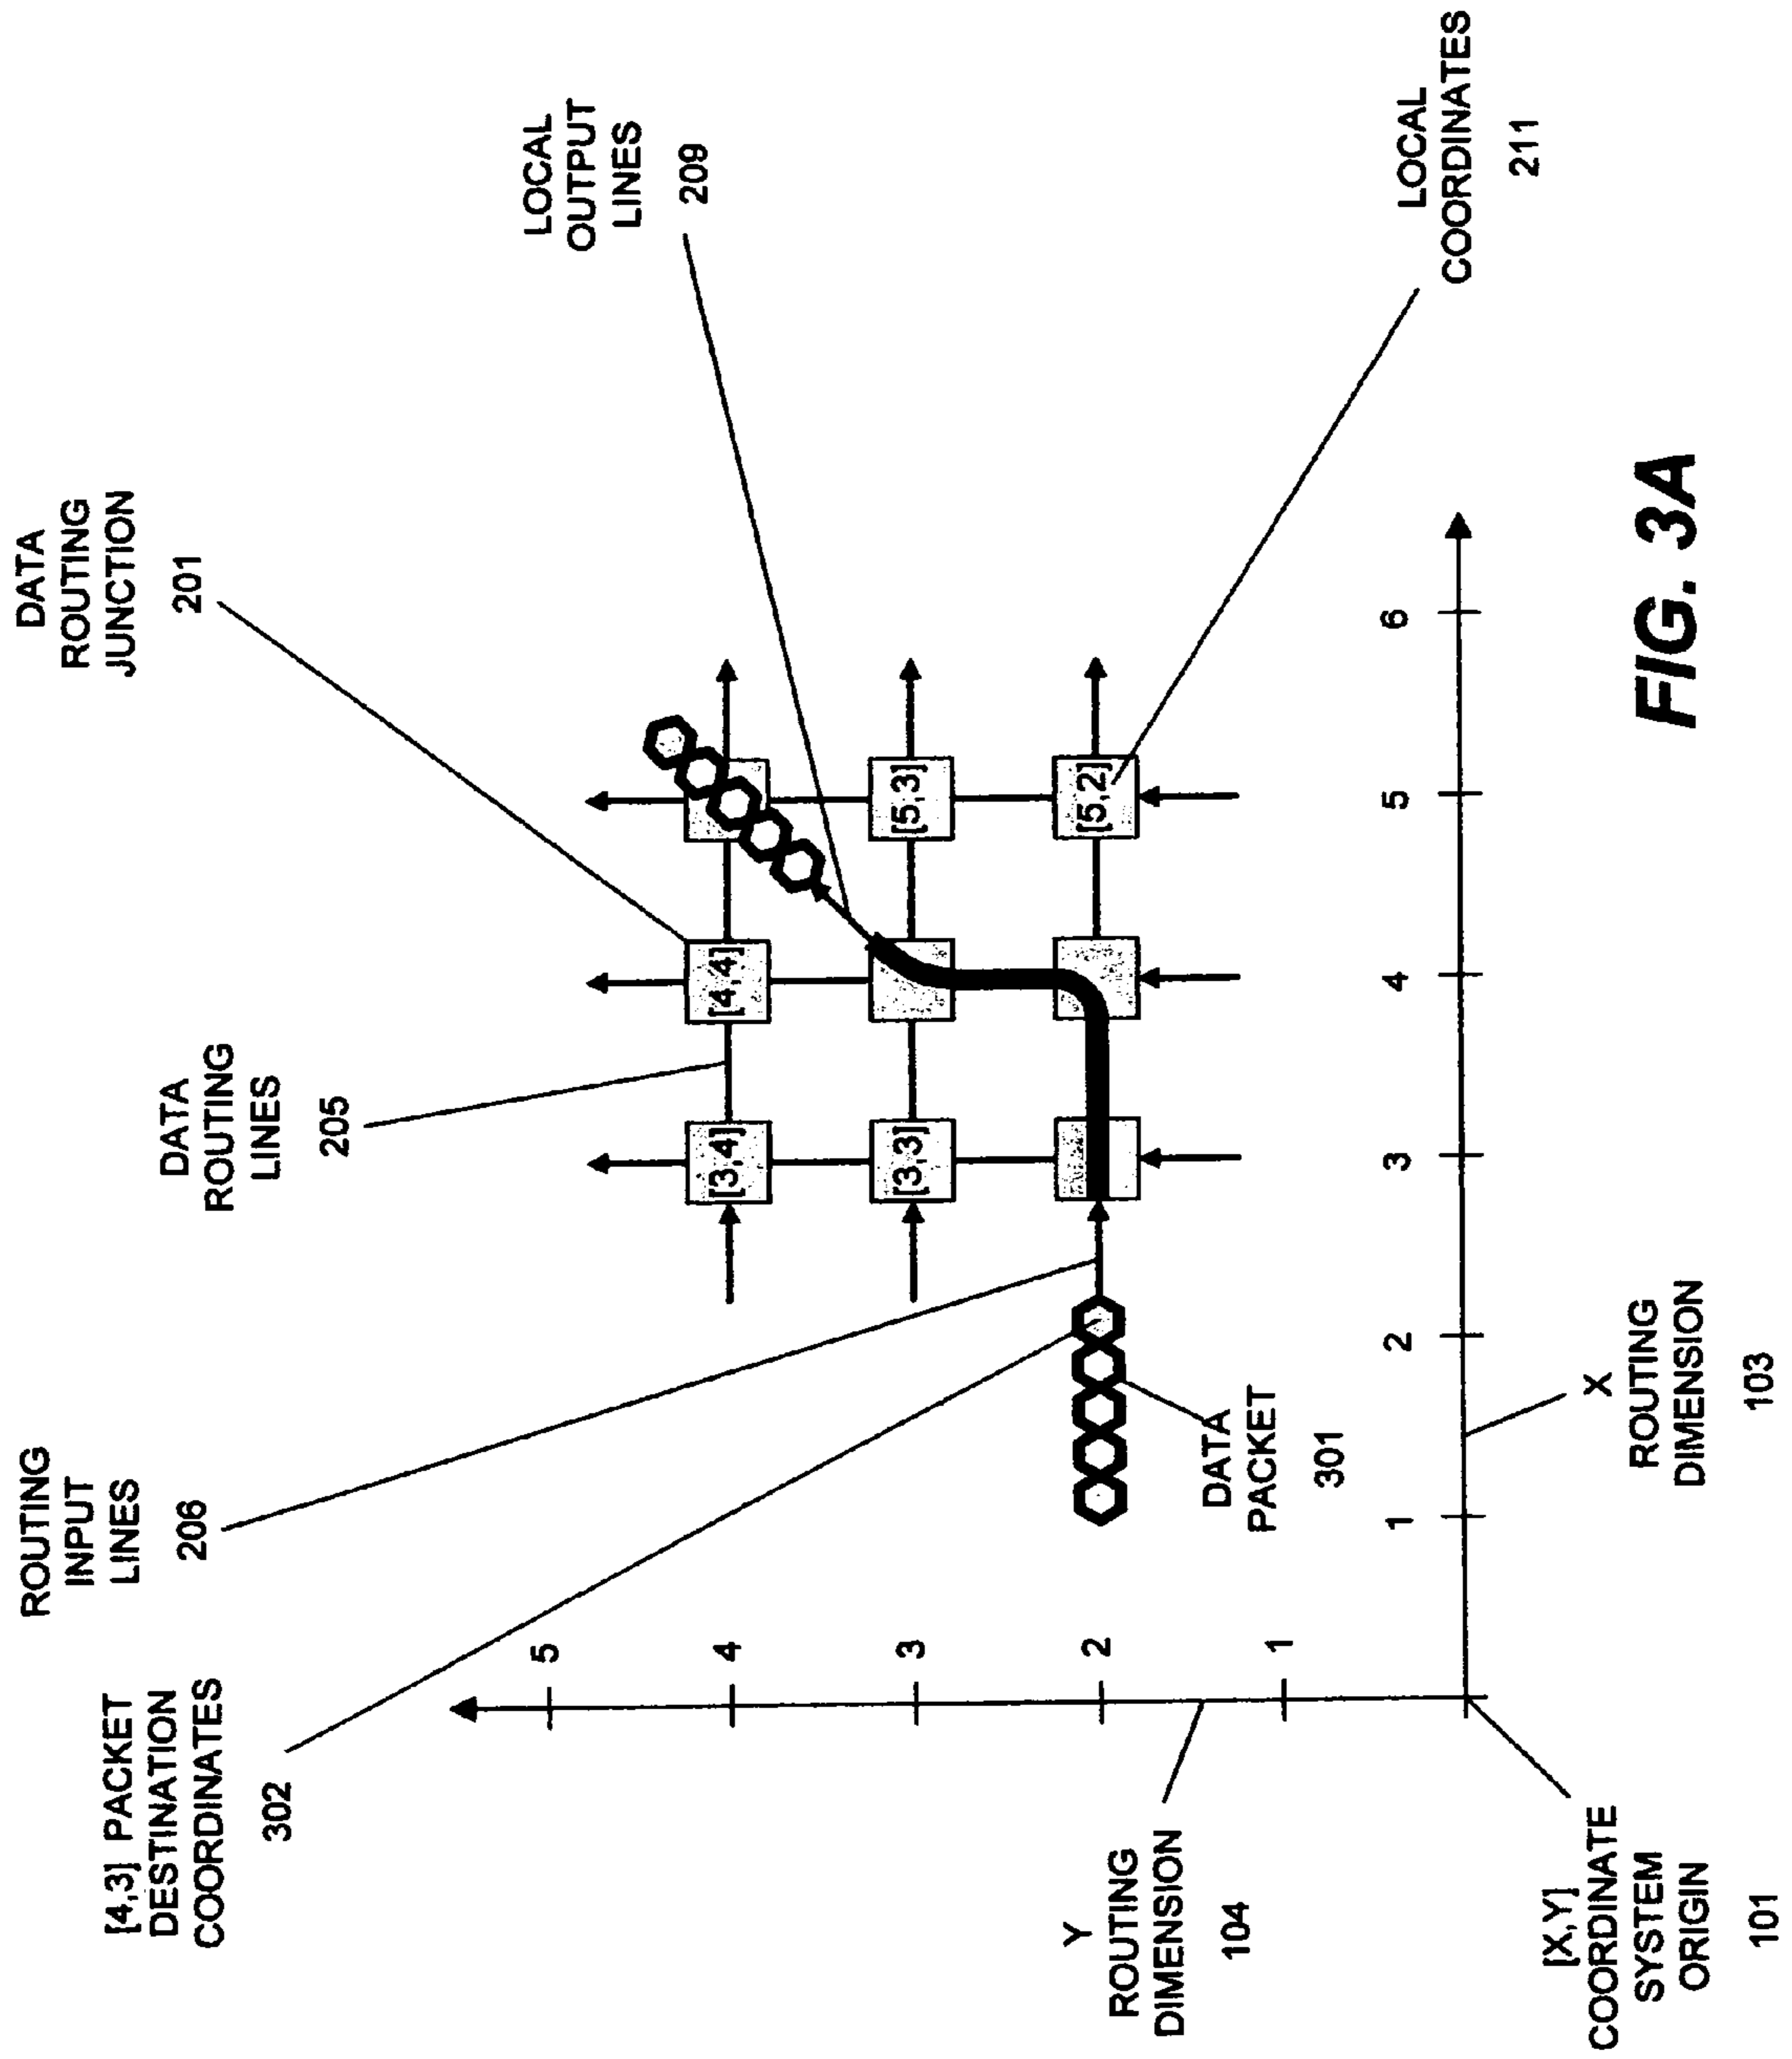 [4,3] PACKET
DESTINATION
COORDINATES
302
ROUTING
INPUT
LINES
206
DATA
ROUTING
LINES
205
DATA
ROUTING
JUNCTION
201
LOCAL
OUTPUT
LINES
209
5
4
3
2
1
[3,4]
[4,4]
[3,3]
[5,3]
[5,2]
DATA
PACKET
301
Y
ROUTING
DIMENSION
104
1
2
3
4
5
6
LOCAL
COORDINATES
211
[X,Y]
COORDINATE
SYSTEM
ORIGIN
101
X
ROUTING
DIMENSION
103
FIG. 3A